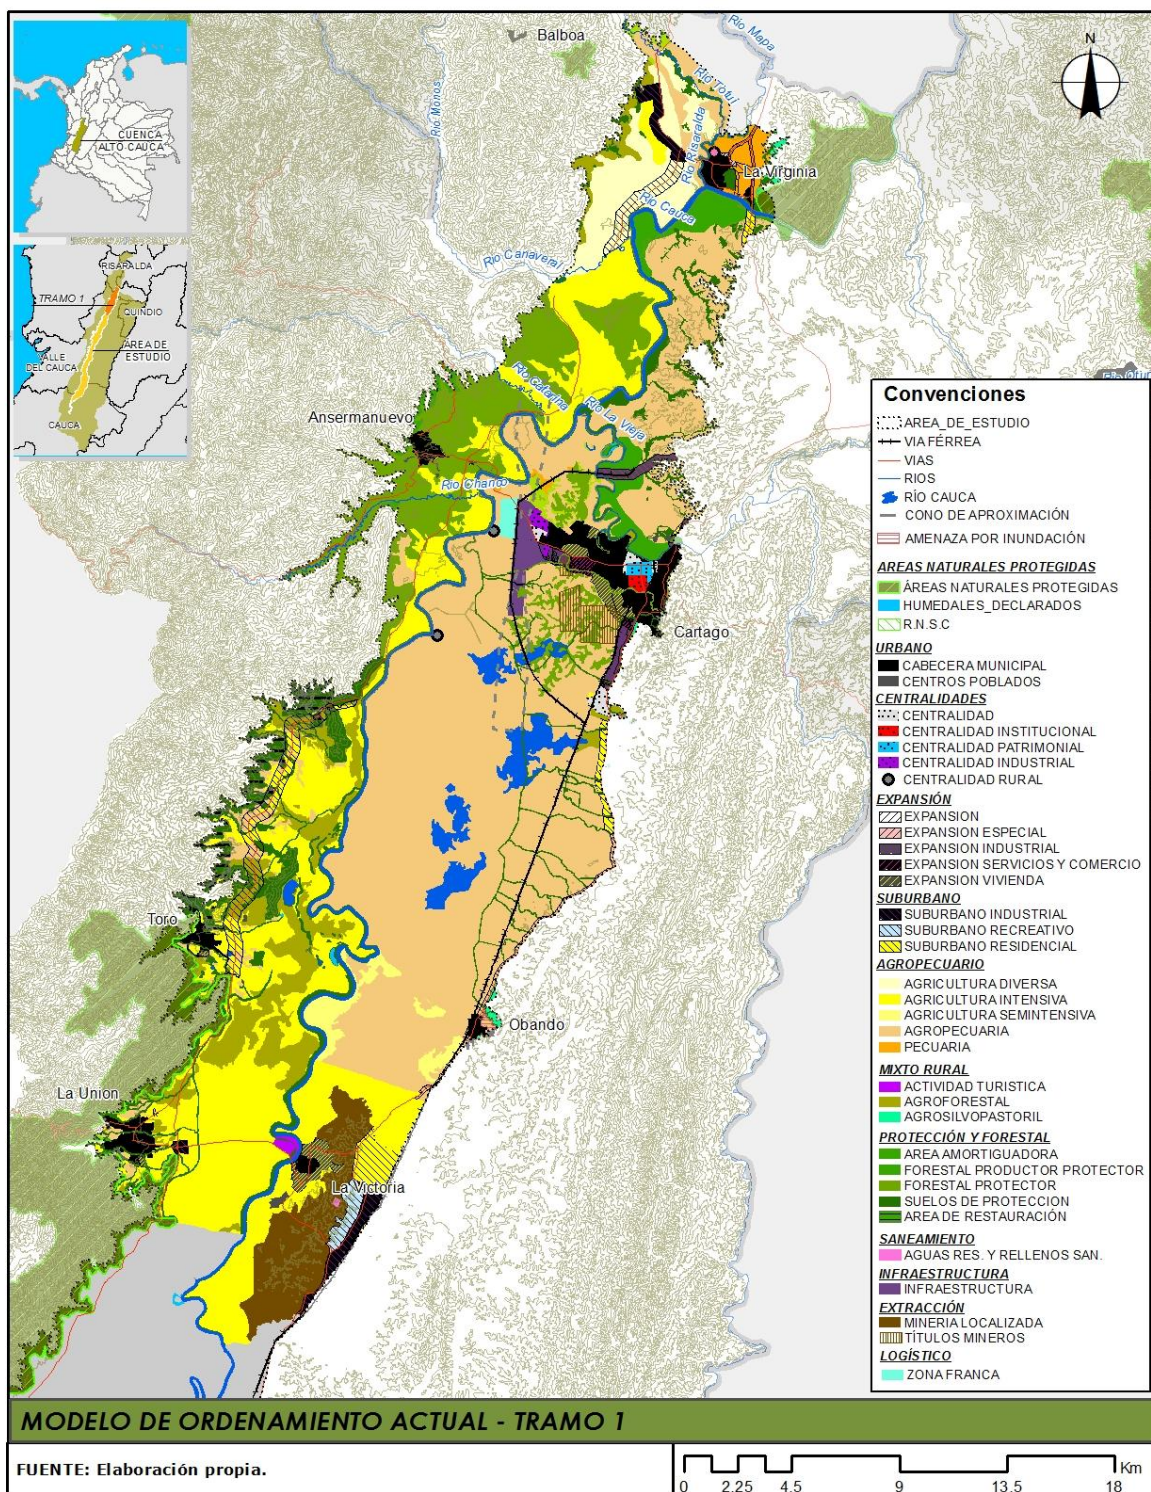 Balboa
Río Mapa
Río Totuí
Río Monos
Río Risaralda
La Virginia
Río Cauca
Río Cañaveral
N
CUENCA
ALTO CAUCA
RISARALDA
TRAMO 1
QUINDIO
AREA DE
ESTUDIO
VALLE
DEL CAUCA
CAUCA
Ansermanuevo
Río Catarina
Río La Vieja
Río Chanco
Cartago
Toro
Obando
La Union
La Victoria
Convenciones
AREA_DE_ESTUDIO
VIA FÉRREA
VIAS
RIOS
RÍO CAUCA
CONO DE APROXIMACIÓN
AMENAZA POR INUNDACIÓN
AREAS NATURALES PROTEGIDAS
ÁREAS NATURALES PROTEGIDAS
HUMEDALES_DECLARADOS
R.N.S.C
URBANO
CABECERA MUNICIPAL
CENTROS POBLADOS
CENTRALIDADES
CENTRALIDAD
CENTRALIDAD INSTITUCIONAL
CENTRALIDAD PATRIMONIAL
CENTRALIDAD INDUSTRIAL
CENTRALIDAD RURAL
EXPANSIÓN
EXPANSION
EXPANSION ESPECIAL
EXPANSION INDUSTRIAL
EXPANSION SERVICIOS Y COMERCIO
EXPANSION VIVIENDA
SUBURBANO
SUBURBANO INDUSTRIAL
SUBURBANO RECREATIVO
SUBURBANO RESIDENCIAL
AGROPECUARIO
AGRICULTURA DIVERSA
AGRICULTURA INTENSIVA
AGRICULTURA SEMINTENSIVA
AGROPECUARIA
PECUARIA
MIXTO RURAL
ACTIVIDAD TURISTICA
AGROFORESTAL
AGROSILVOPASTORIL
PROTECCIÓN Y FORESTAL
AREA AMORTIGUADORA
FORESTAL PRODUCTOR PROTECTOR
FORESTAL PROTECTOR
SUELOS DE PROTECCION
AREA DE RESTAURACIÓN
SANEAMIENTO
AGUAS RES. Y RELLENOS SAN.
INFRAESTRUCTURA
INFRAESTRUCTURA
EXTRACCIÓN
MINERIA LOCALIZADA
TÍTULOS MINEROS
LOGÍSTICO
ZONA FRANCA
MODELO DE ORDENAMIENTO ACTUAL - TRAMO 1
FUENTE: Elaboración propia.
Km
0 2.25 4.5 9 13.5 18